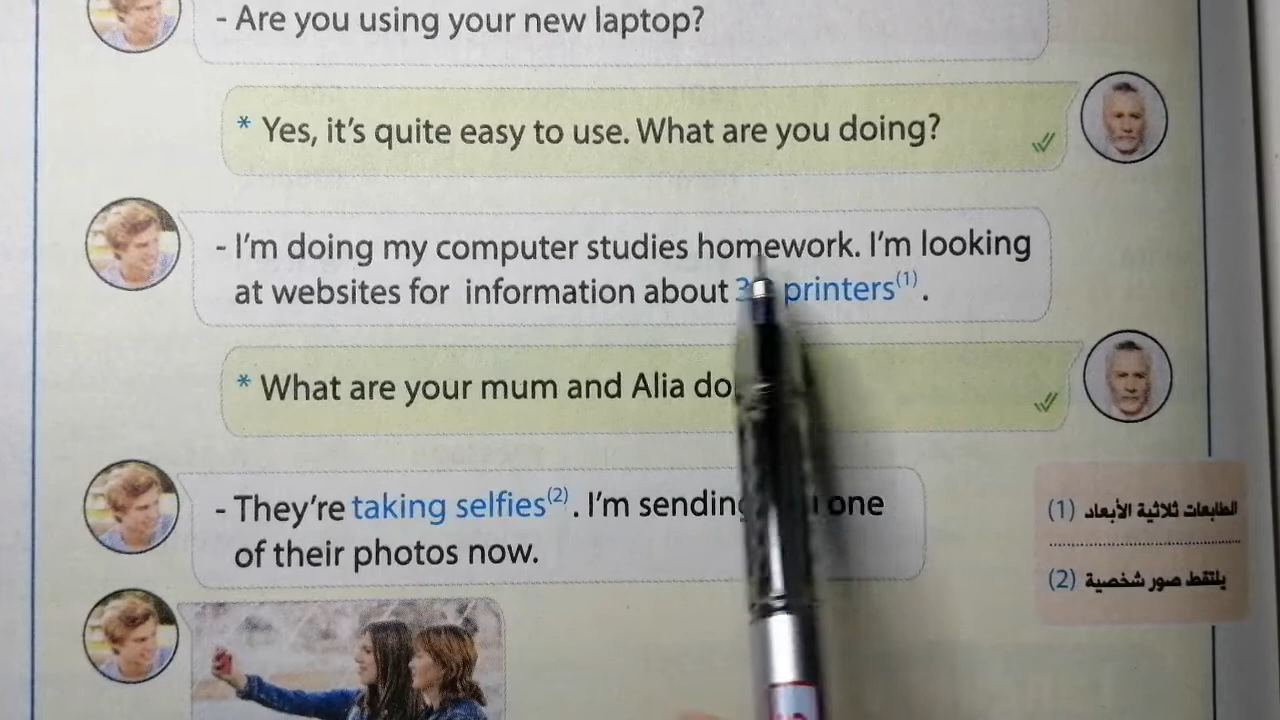 - Are you using your new laptop?
* Yes, it's quite easy to use. What are you doing?
- I'm doing my computer studies homework. I'm looking
at websites for information about printers(1).
* What are your mum and Alia
- They're taking selfies(2). I'm sending one
of their photos now.
(1) الطابعات ثلاثية الأبعاد
(2) يلتقط صور شخصية